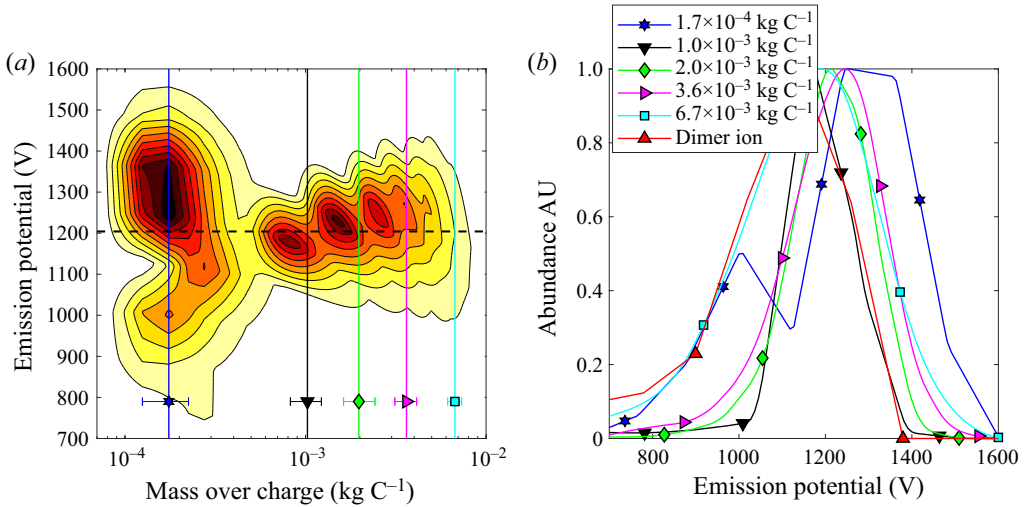 (a)
1600
1500
1400
1300
1200
1100
1000
900
800
700
Emission potential (V)
10–4
10–3
10–2
Mass over charge (kg C–1)
(b)
1.7×10–4 kg C–1
1.0×10–3 kg C–1
2.0×10–3 kg C–1
3.6×10–3 kg C–1
6.7×10–3 kg C–1
Dimer ion
1.0
0.8
0.6
0.4
0.2
0
Abundance AU
800
1000
1200
1400
1600
Emission potential (V)